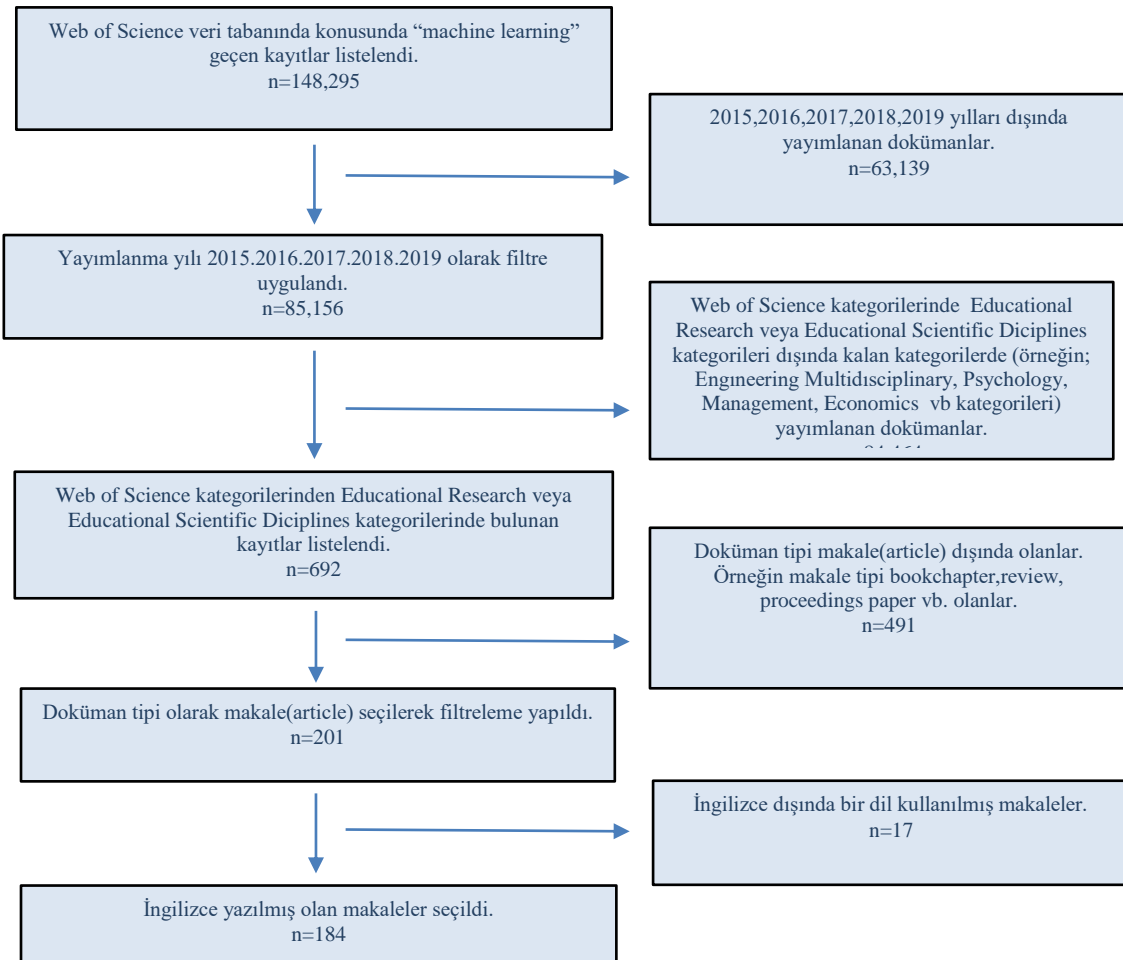 Web of Science veri tabanında konusunda “machine learning”
geçen kayıtlar listelendi.
n=148,295
2015,2016,2017,2018,2019 yılları dışında
yayımlanan dokümanlar.
n=63,139
Yayımlanma yılı 2015.2016.2017.2018.2019 olarak filtre
uygulandı.
n=85,156
Web of Science kategorilerinde Educational
Research veya Educational Scientific Diciplines
kategorileri dışında kalan kategorilerde (örneğin;
Engıneering Multidısciplinary, Psychology,
Management, Economics vb kategorileri)
yayımlanan dokümanlar.
Web of Science kategorilerinden Educational Research veya
Educational Scientific Diciplines kategorilerinde bulunan
kayıtlar listelendi.
n=692
Doküman tipi makale(article) dışında olanlar.
Örneğin makale tipi bookchapter,review,
proceedings paper vb. olanlar.
n=491
Doküman tipi olarak makale(article) seçilerek filtreleme yapıldı.
n=201
İngilizce dışında bir dil kullanılmış makaleler.
n=17
İngilizce yazılmış olan makaleler seçildi.
n=184